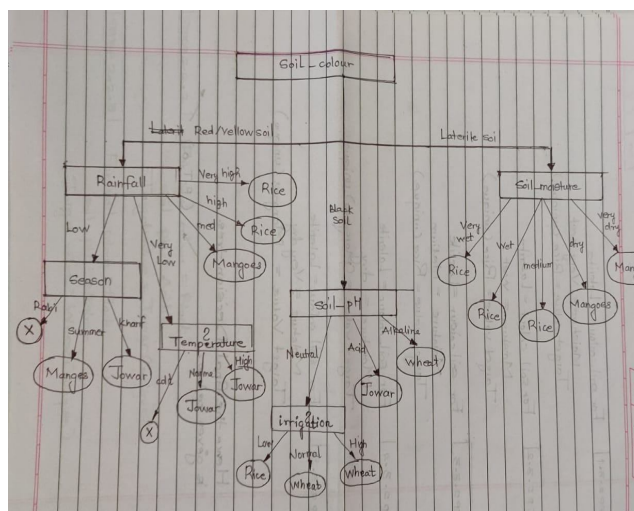 Soil_colour
Red/Yellow soil
Laterite soi
Rainfall
Very high
Rice
high
Rice
med
Mangoes
Low
Very Low
Season
Rabi
X
Summer
Manges
Kharif
Jowar
?
Temperature
cold
X
Normal
Jowar
High
Jowar
Black Soil
Soil_pH
Neutral
Acid
Jowar
Alkaline
Wheat
?
irrigation
Low
Rice
Normal
Wheat
High
Wheat
Soil_moisture
Very wet
Rice
Wet
Rice
medium
Rice
dry
Mangoes
very dry
Man